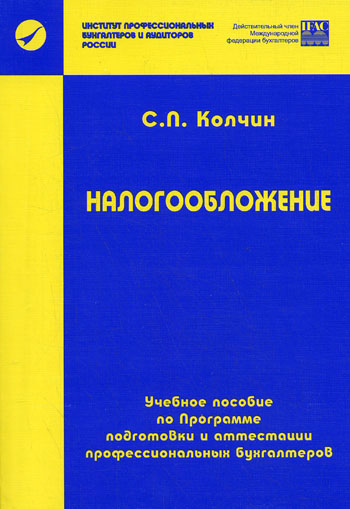 ИНСТИТУТ ПРОФЕССИОНАЛЬНЫХ
БУХГАЛТЕРОВ И АУДИТОРОВ
РОССИИ
Действительный член
Международной
федерации бухгалтеров
IFAC
С.П. Колчин
НАЛОГООБЛОЖЕНИЕ
Учебное пособие
по Программе
подготовки и аттестации
профессиональных бухгалтеров